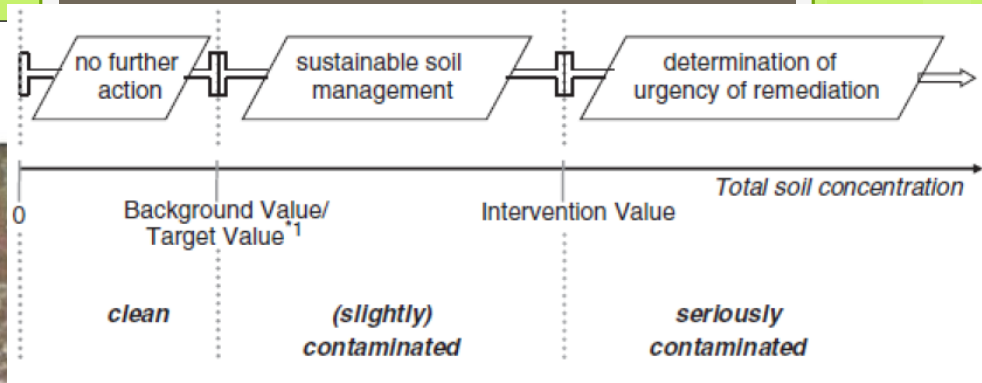 no further
action
sustainable soil
management
determination of
urgency of remediation
Total soil concentration
0
Background Value/
Target Value*1
Intervention Value
clean
(slightly)
contaminated
seriously
contaminated